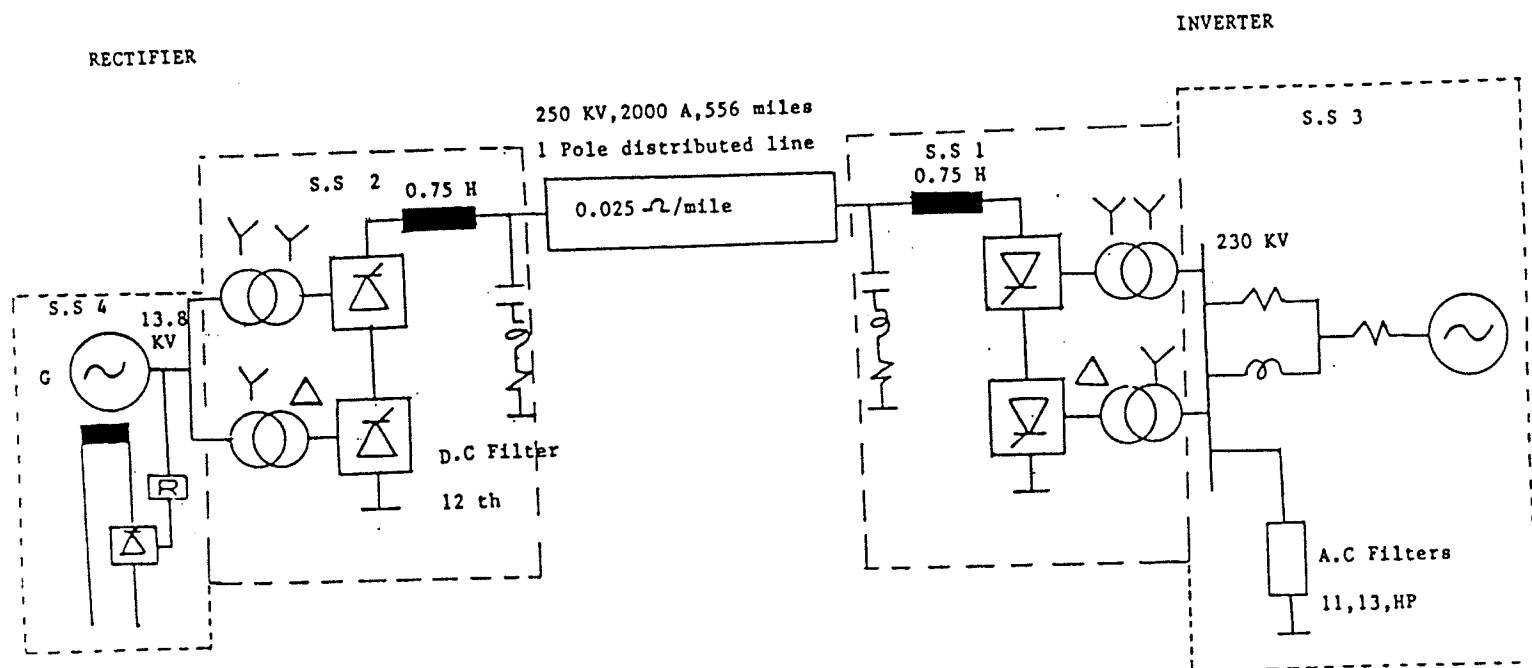 RECTIFIER
INVERTER
250 KV,2000 A,556 miles
1 Pole distributed line
S.S 2
0.75 H
0.025 Ω/mile
S.S 1
0.75 H
S.S 3
230 KV
S.S 4
13.8
KV
G
R
D.C Filter
12 th
A.C Filters
11,13,HP